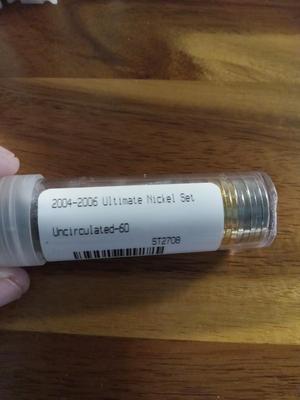 2004-2006 Ultimate Nickel Set
Uncirculated-60
ST2708